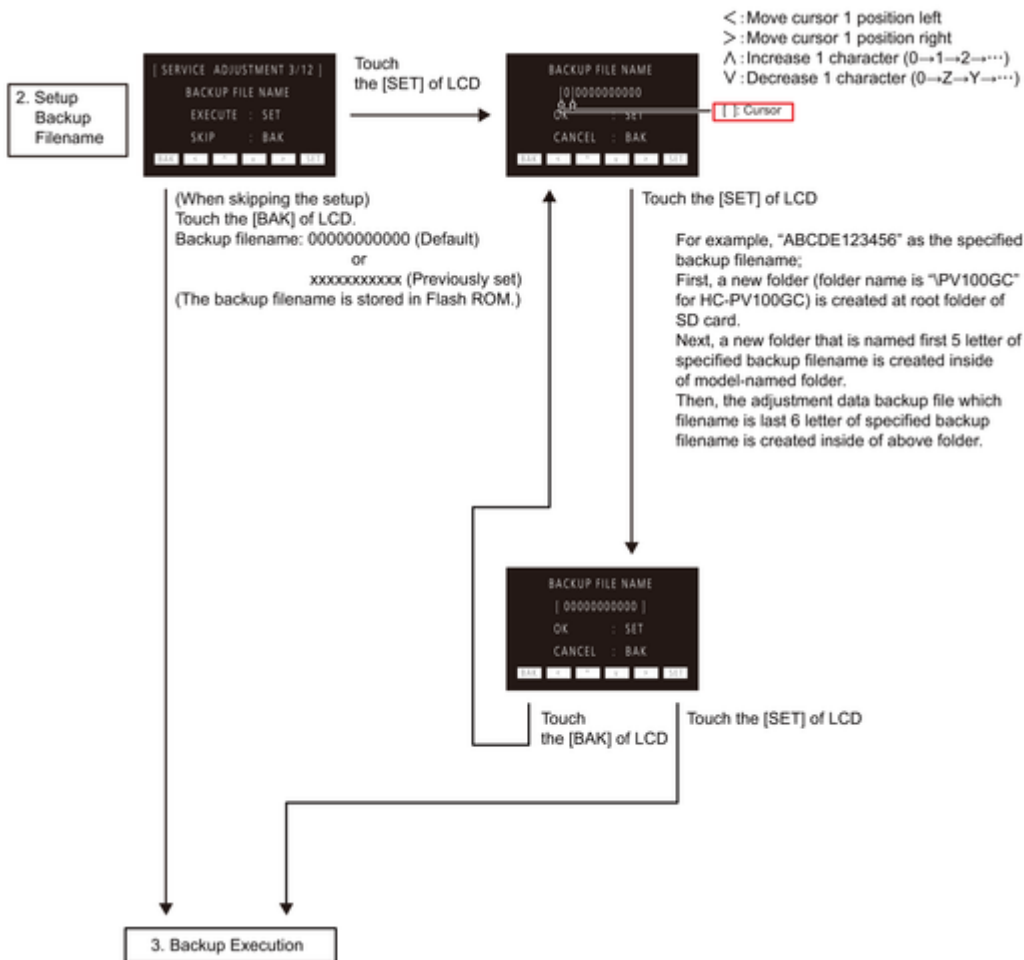 < : Move cursor 1 position left
> : Move cursor 1 position right
Λ : Increase 1 character (0→1→2→···)
V : Decrease 1 character (0→Z→Y→···)
[ ]: Cursor
2. Setup
Backup
Filename
[ SERVICE ADJUSTMENT 3/12 ]
BACKUP FILE NAME
EXECUTE : SET
SKIP : BAK
BAK < ^ v > SET
Touch
the [SET] of LCD
BACKUP FILE NAME
[0]0000000000
OK : SET
CANCEL : BAK
BAK < ^ v > SET
(When skipping the setup)
Touch the [BAK] of LCD.
Backup filename: 00000000000 (Default)
or
xxxxxxxxxxx (Previously set)
(The backup filename is stored in Flash ROM.)
Touch the [SET] of LCD
For example, “ABCDE123456” as the specified
backup filename;
First, a new folder (folder name is “\PV100GC”
for HC-PV100GC) is created at root folder of
SD card.
Next, a new folder that is named first 5 letter of
specified backup filename is created inside
of model-named folder.
Then, the adjustment data backup file which
filename is last 6 letter of specified backup
filename is created inside of above folder.
BACKUP FILE NAME
[ 00000000000 ]
OK : SET
CANCEL : BAK
BAK < ^ v > SET
Touch
the [BAK] of LCD
Touch the [SET] of LCD
3. Backup Execution